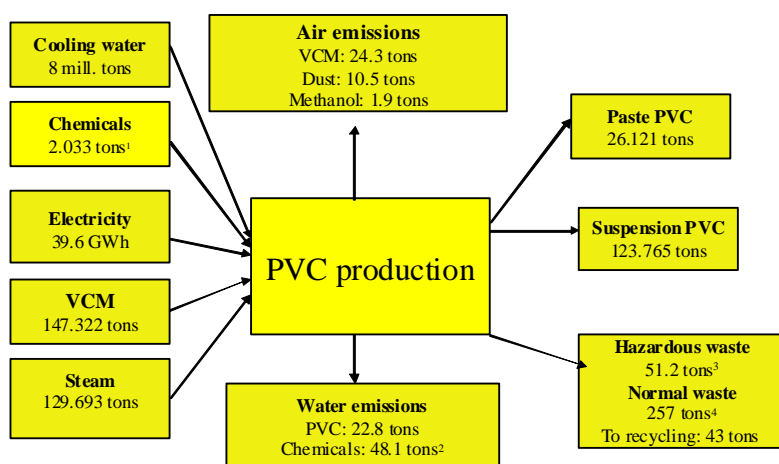 Cooling water
8 mill. tons
Chemicals
2.033 tons¹
Electricity
39.6 GWh
VCM
147.322 tons
Steam
129.693 tons
Air emissions
VCM: 24.3 tons
Dust: 10.5 tons
Methanol: 1.9 tons
PVC production
Water emissions
PVC: 22.8 tons
Chemicals: 48.1 tons²
Paste PVC
26.121 tons
Suspension PVC
123.765 tons
Hazardous waste
51.2 tons³
Normal waste
257 tons⁴
To recycling: 43 tons